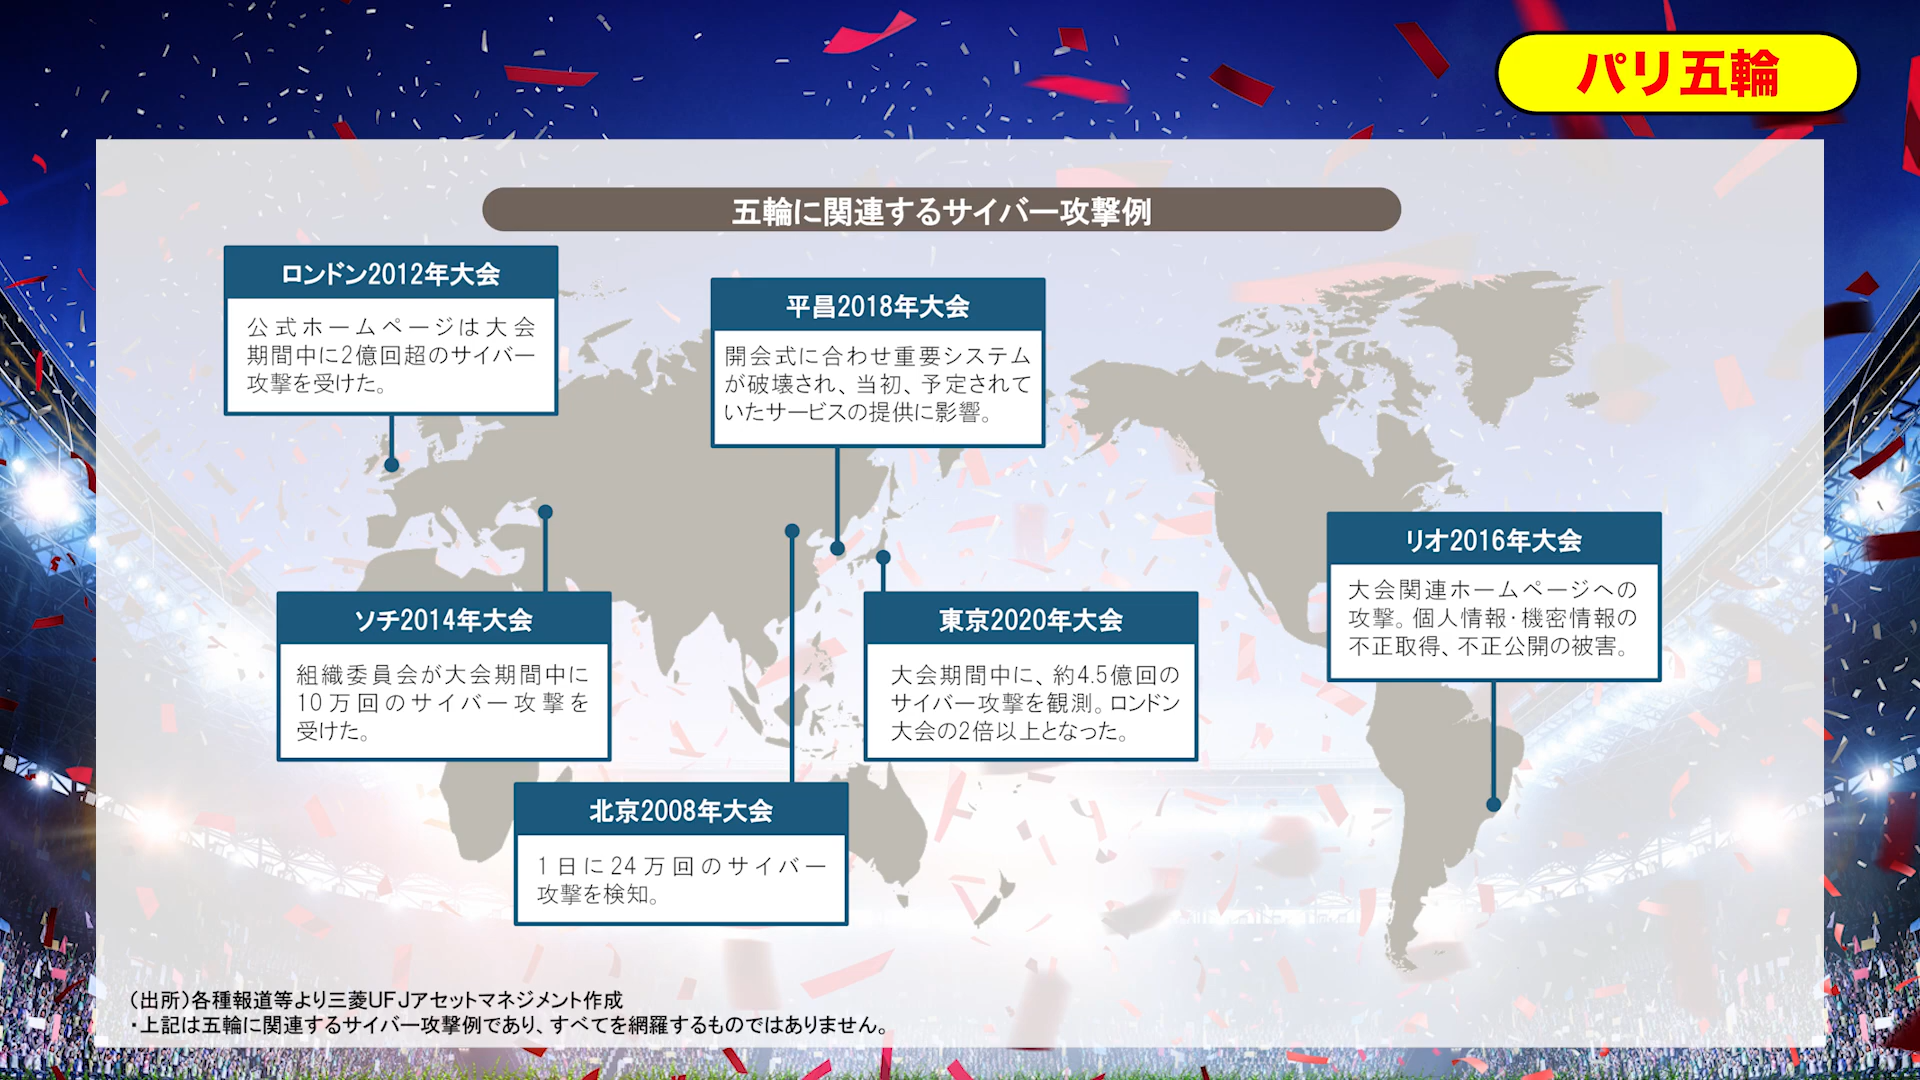 パリ五輪
五輪に関連するサイバー攻撃例
ロンドン2012年大会
公式ホームページは大会
期間中に2億回超のサイバー
攻撃を受けた。
平昌2018年大会
開会式に合わせ重要システム
が破壊され、当初、予定されて
いたサービスの提供に影響。
リオ2016年大会
大会関連ホームページへの
攻撃。個人情報・機密情報の
不正取得、不正公開の被害。
ソチ2014年大会
組織委員会が大会期間中に
10万回のサイバー攻撃を
受けた。
東京2020年大会
大会期間中に、約4.5億回の
サイバー攻撃を観測。ロンドン
大会の2倍以上となった。
北京2008年大会
1日に24万回のサイバー
攻撃を検知。
（出所）各種報道等より三菱UFJアセットマネジメント作成
・上記は五輪に関連するサイバー攻撃例であり、すべてを網羅するものではありません。